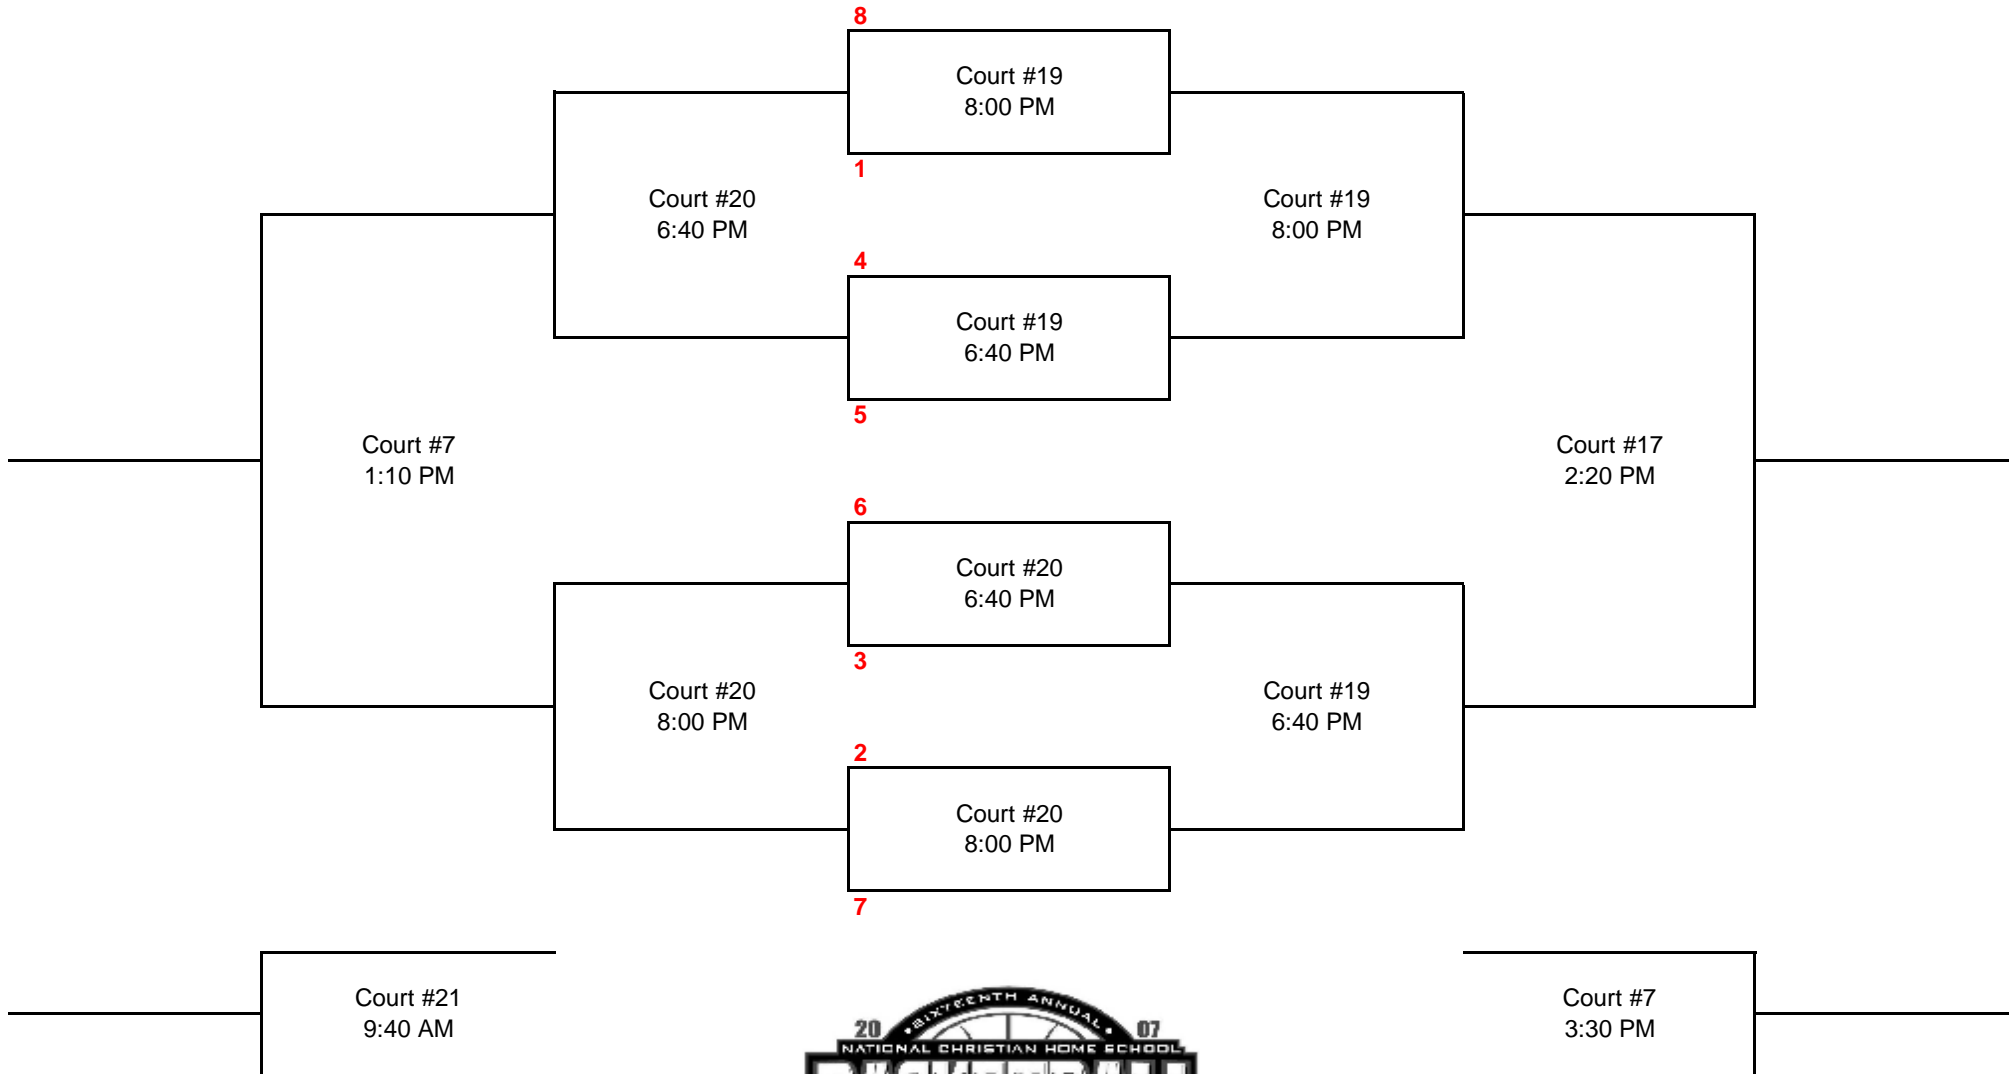 8
Court #19
8:00 PM
1
Court #20
6:40 PM
Court #19
8:00 PM
4
Court #19
6:40 PM
5
Court #7
1:10 PM
Court #17
2:20 PM
6
Court #20
6:40 PM
3
Court #20
8:00 PM
Court #19
6:40 PM
2
Court #20
8:00 PM
7
Court #21
9:40 AM
Court #7
3:30 PM
SIXTEENTH ANNUAL
20 07
NATIONAL CHRISTIAN HOME SCHOOL